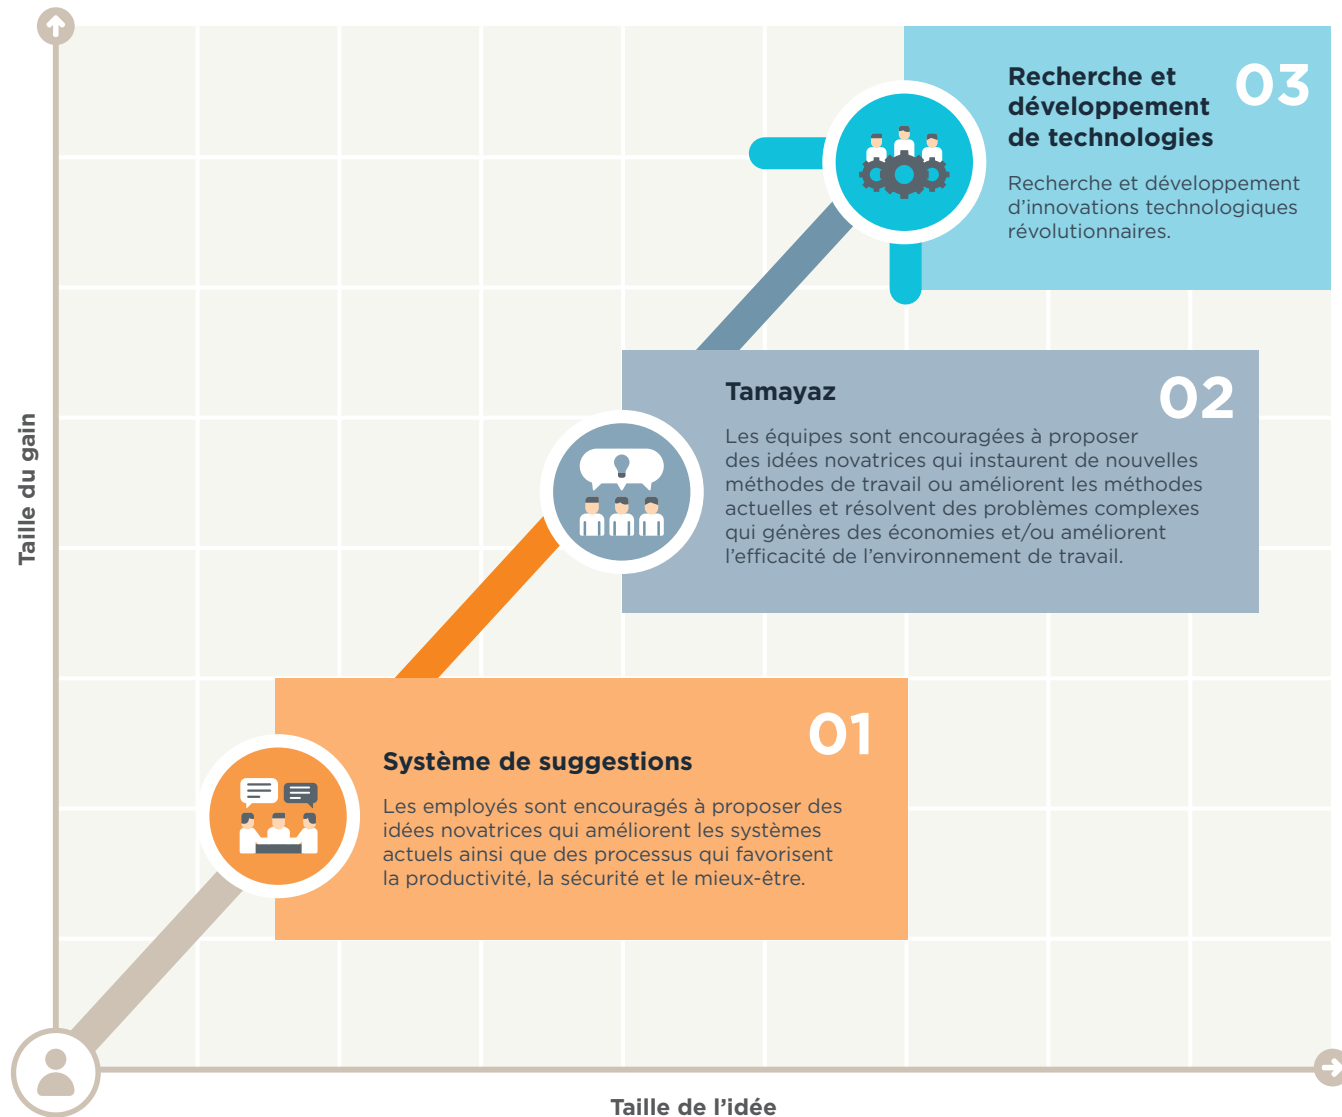 03
Recherche et
développement
de technologies
Recherche et développement
d’innovations technologiques
révolutionnaires.
02
Tamayaz
Les équipes sont encouragées à proposer
des idées novatrices qui instaurent de nouvelles
méthodes de travail ou améliorent les méthodes
actuelles et résolvent des problèmes complexes
qui génères des économies et/ou améliorent
l’efficacité de l’environnement de travail.
01
Système de suggestions
Les employés sont encouragés à proposer des
idées novatrices qui améliorent les systèmes
actuels ainsi que des processus qui favorisent
la productivité, la sécurité et le mieux-être.
Taille du gain
Taille de l’idée